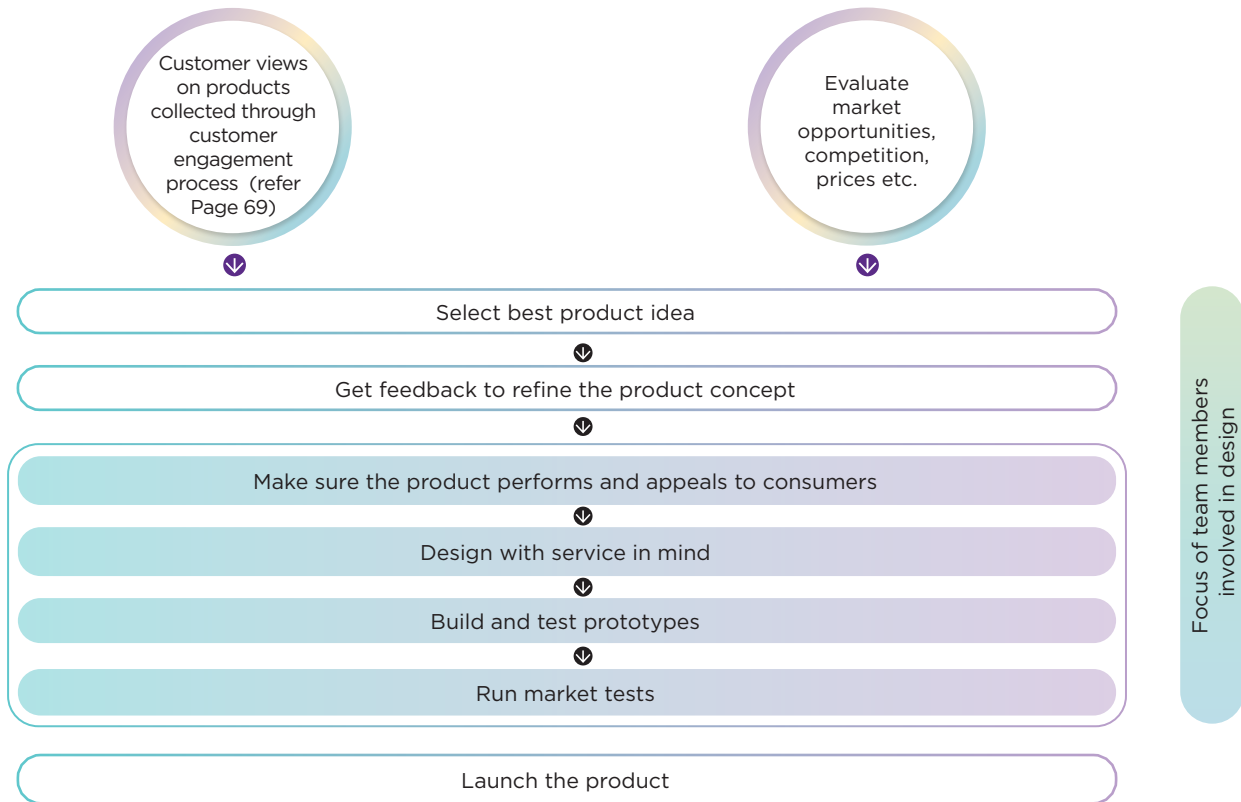 Customer views
on products
collected through
customer
engagement
process (refer
Page 69)
Evaluate
market
opportunities,
competition,
prices etc.
Select best product idea
Get feedback to refine the product concept
Make sure the product performs and appeals to consumers
Design with service in mind
Build and test prototypes
Run market tests
Launch the product
Focus of team members
involved in design